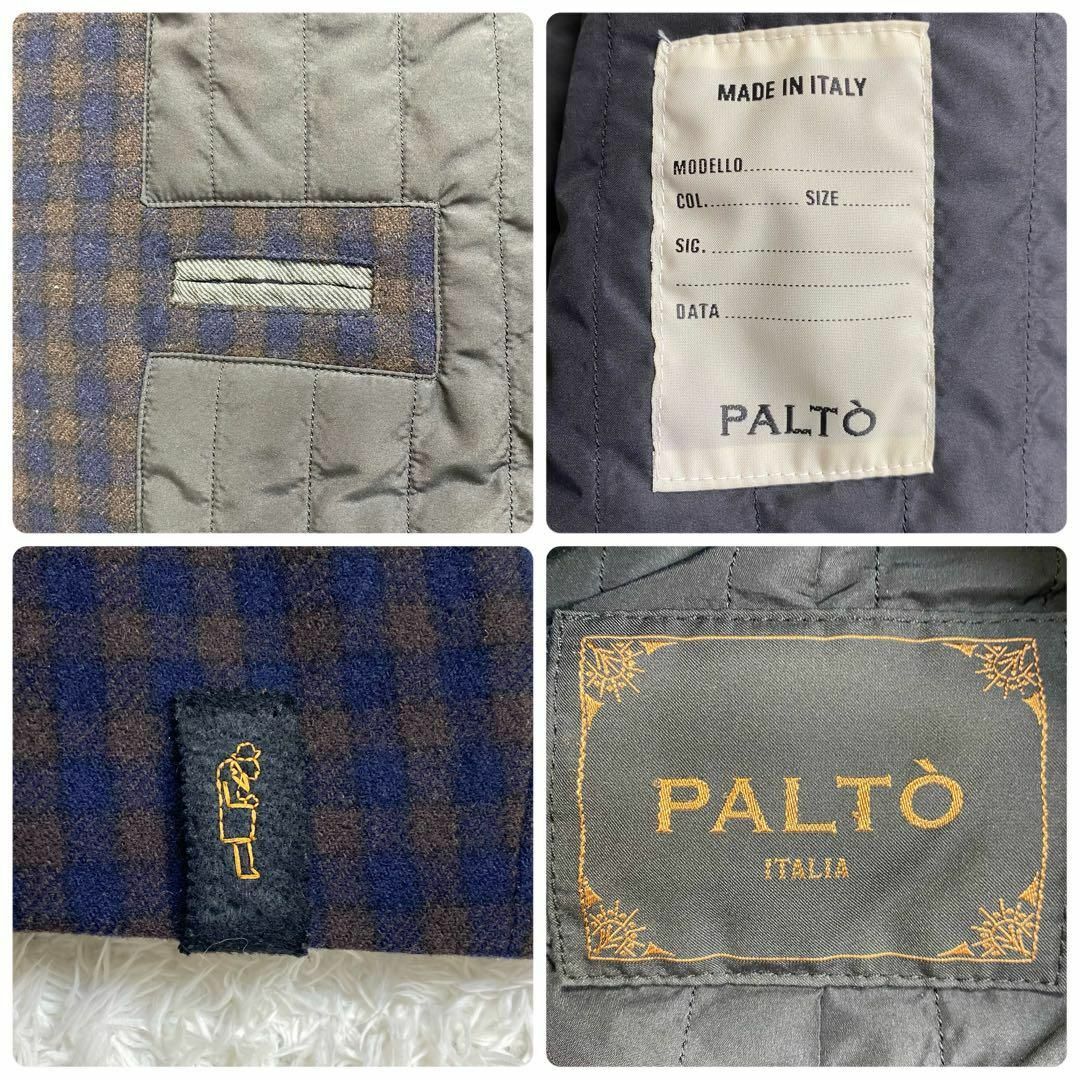 MADE IN ITALY
MODELLO
COL. SIZE
SIG.
DATA
PALTÒ
PALTÒ
ITALIA